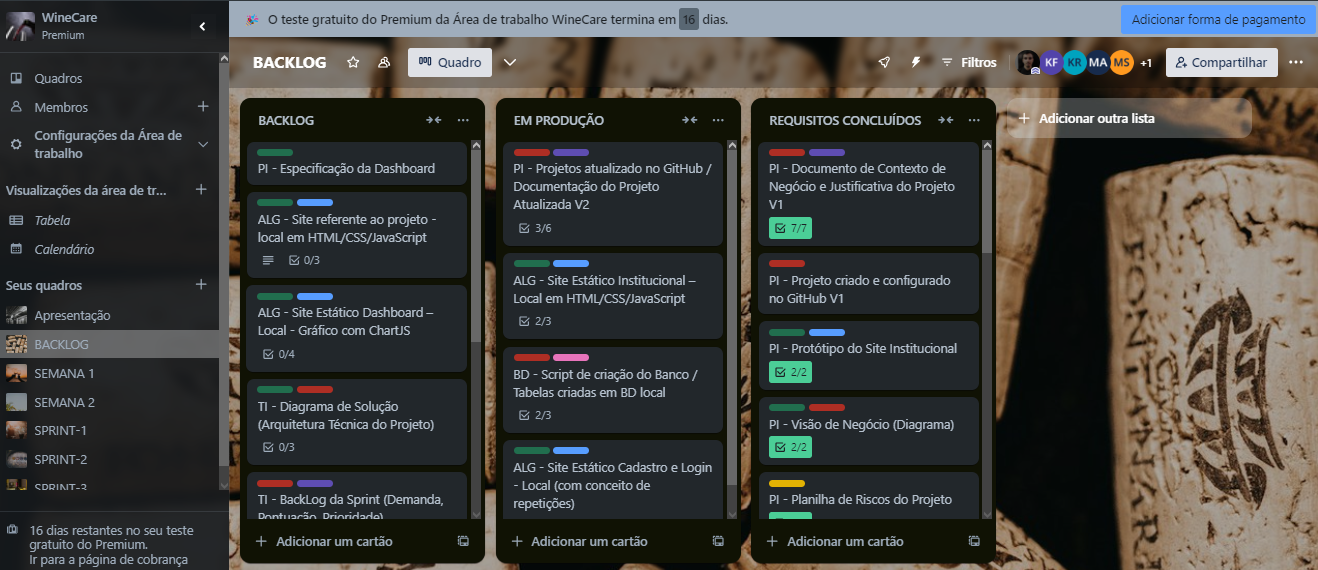 WineCare
Premium
Quadros
Membros
Configurações da Área de
trabalho
Visualizações da área de tr...
Tabela
Calendário
Seus quadros
Apresentação
BACKLOG
SEMANA 1
SEMANA 2
SPRINT-1
SPRINT-2
SPRINT-3
16 dias restantes no seu teste
gratuito do Premium.
Ir para a página de cobrança
O teste gratuito do Premium da Área de trabalho WineCare termina em 16 dias.
Adicionar forma de pagamento
BACKLOG
Quadro
Filtros
KF
KR
MA
MS
+1
Compartilhar
BACKLOG
PI - Especificação da Dashboard
ALG - Site referente ao projeto -
local em HTML/CSS/JavaScript
0/3
ALG - Site Estático Dashboard –
Local - Gráfico com ChartJS
0/4
TI - Diagrama de Solução
(Arquitetura Técnica do Projeto)
0/3
TI - BackLog da Sprint (Demanda,
Pontuação, Prioridade)
Adicionar um cartão
EM PRODUÇÃO
PI - Projetos atualizado no GitHub /
Documentação do Projeto
Atualizada V2
3/6
ALG - Site Estático Institucional –
Local em HTML/CSS/JavaScript
2/3
BD - Script de criação do Banco /
Tabelas criadas em BD local
2/3
ALG - Site Estático Cadastro e Login
- Local (com conceito de
repetições)
Adicionar um cartão
REQUISITOS CONCLUÍDOS
PI - Documento de Contexto de
Negócio e Justificativa do Projeto
V1
7/7
PI - Projeto criado e configurado
no GitHub V1
PI - Protótipo do Site Institucional
2/2
PI - Visão de Negócio (Diagrama)
2/2
PI - Planilha de Riscos do Projeto
Adicionar um cartão
Adicionar outra lista